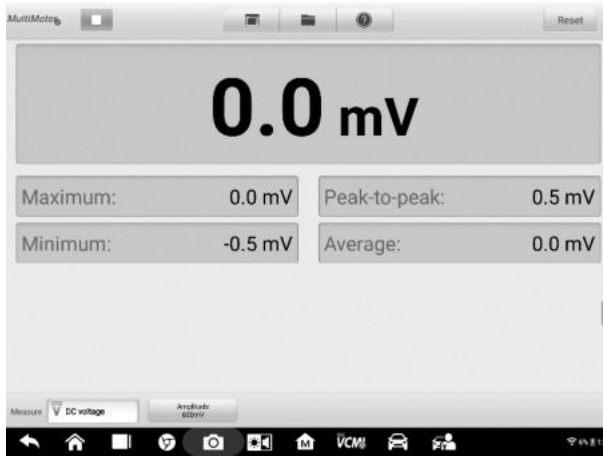 MultiMeter
Reset
0.0 mV
Maximum: 0.0 mV
Peak-to-peak: 0.5 mV
Minimum: -0.5 mV
Average: 0.0 mV
Measure
DC voltage
Amplitude
600mV
M
VCMI